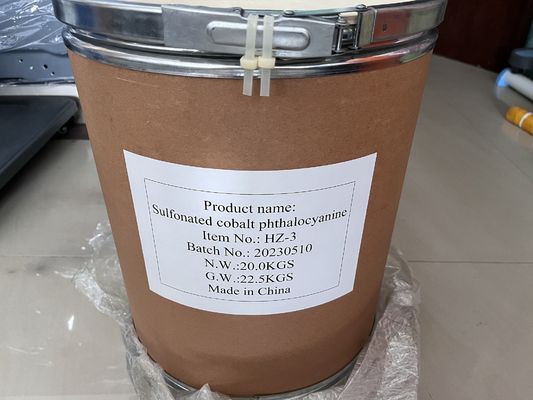 Product name:
Sulfonated cobalt phthalocyanine
Item No.: HZ-3
Batch No.: 20230510
N.W.:20.0KGS
G.W.:22.5KGS
Made in China